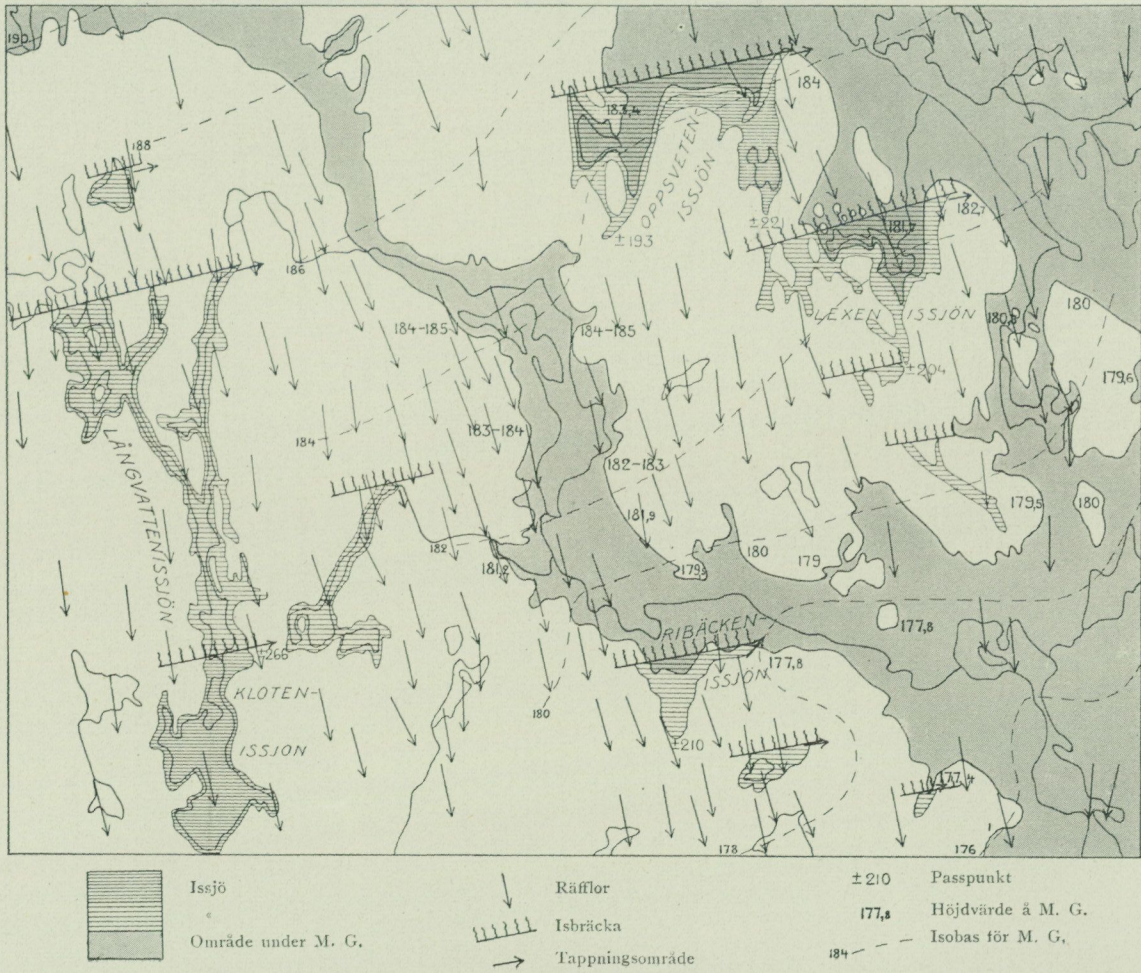 190
184
183,4
188
OPPSVETEN-
ISSJÖN
182,7
±193
±22
181,7
186
180
184-185
184-185
LEXEN ISSJÖN
180,8
±204
179,6
LÅNGVATTENISSJÖN
184
183-184
182-183
181,9
179,5
180
182
181,2
180
179
179,5
177,8
RIBÄCKEN-
ISSJÖN
177,8
±266
KLOTEN-
ISSJÖN
180
±210
177,4
178
176
Issjö
Område under M. G.
Räfflor
Isbräcka
Tappningsområde
±210 Passpunkt
177,8 Höjdvärde å M. G.
184 Isobas för M. G.